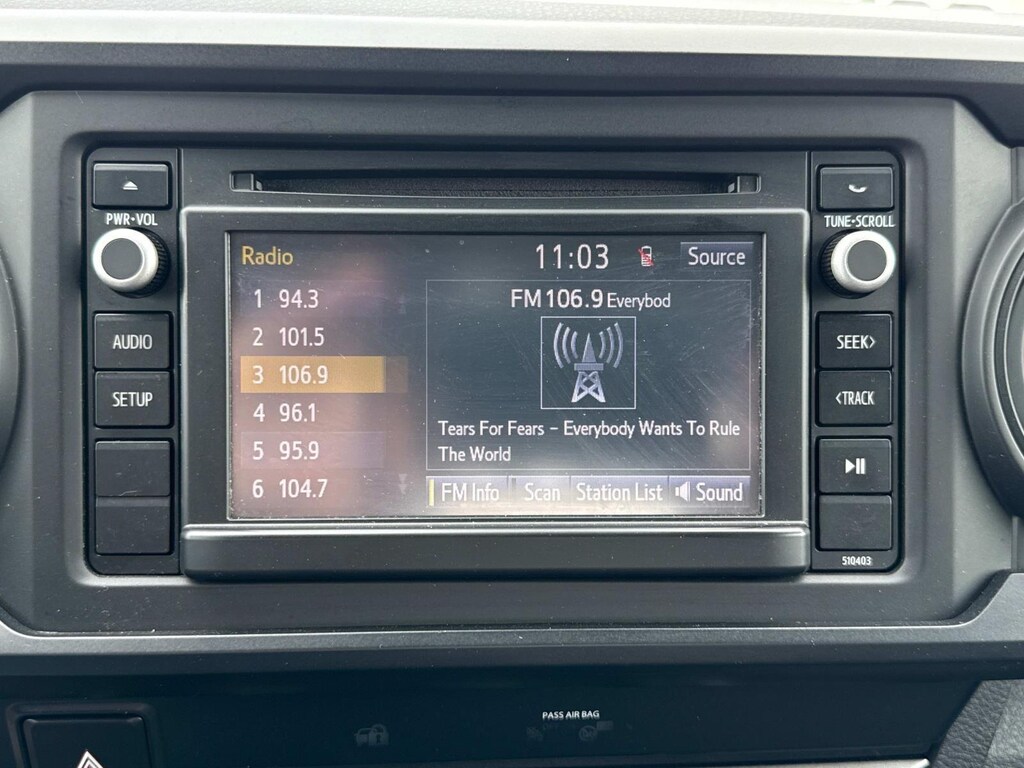 PWR·VOL
AUDIO
SETUP
Radio
11:03
Source
1 94.3
2 101.5
3 106.9
4 96.1
5 95.9
6 104.7
FM 106.9 Everybod
Tears For Fears – Everybody Wants To Rule
The World
FM Info
Scan
Station List
Sound
TUNE·SCROLL
SEEK>
<TRACK
510403
PASS AIR BAG